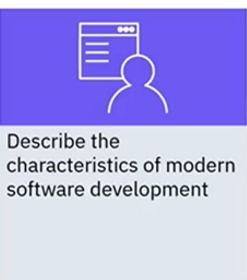 Describe the
characteristics of modern
software development